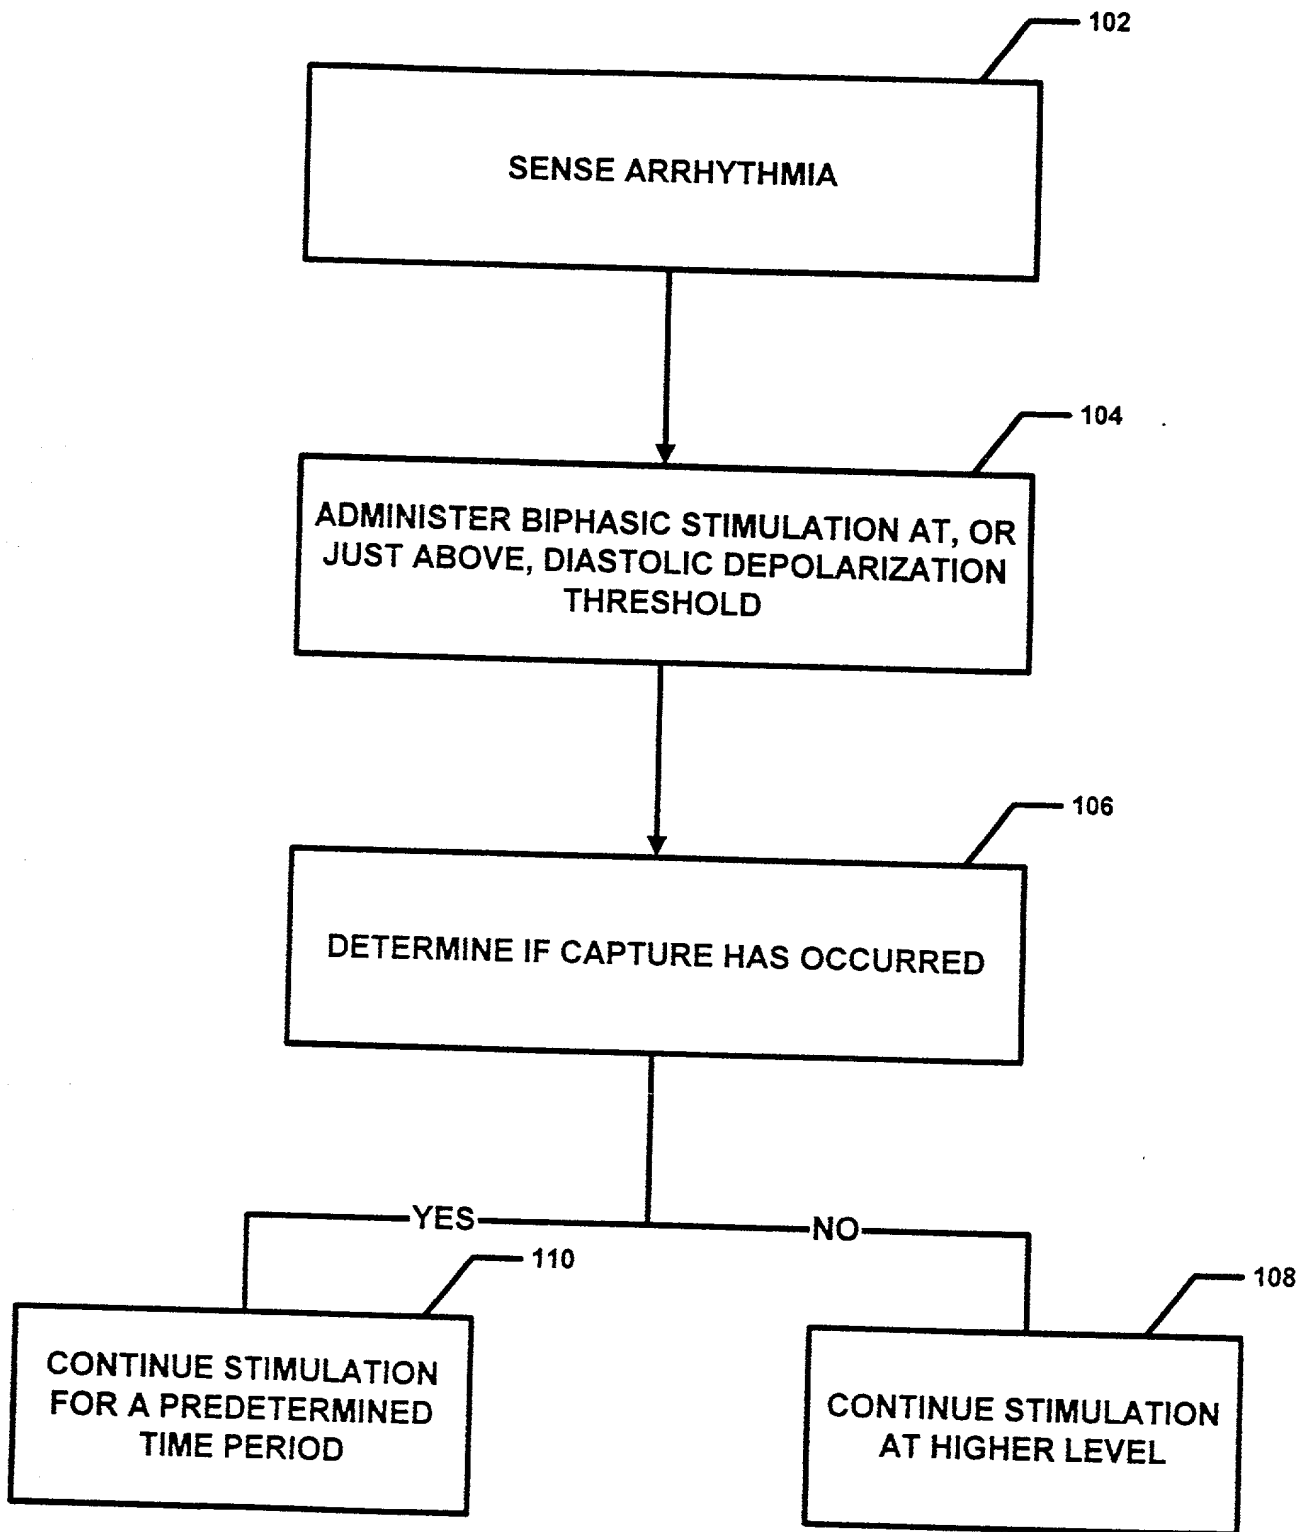 102
SENSE ARRHYTHMIA
104
ADMINISTER BIPHASIC STIMULATION AT, OR
JUST ABOVE, DIASTOLIC DEPOLARIZATION
THRESHOLD
106
DETERMINE IF CAPTURE HAS OCCURRED
YES
NO
110
108
CONTINUE STIMULATION
FOR A PREDETERMINED
TIME PERIOD
CONTINUE STIMULATION
AT HIGHER LEVEL